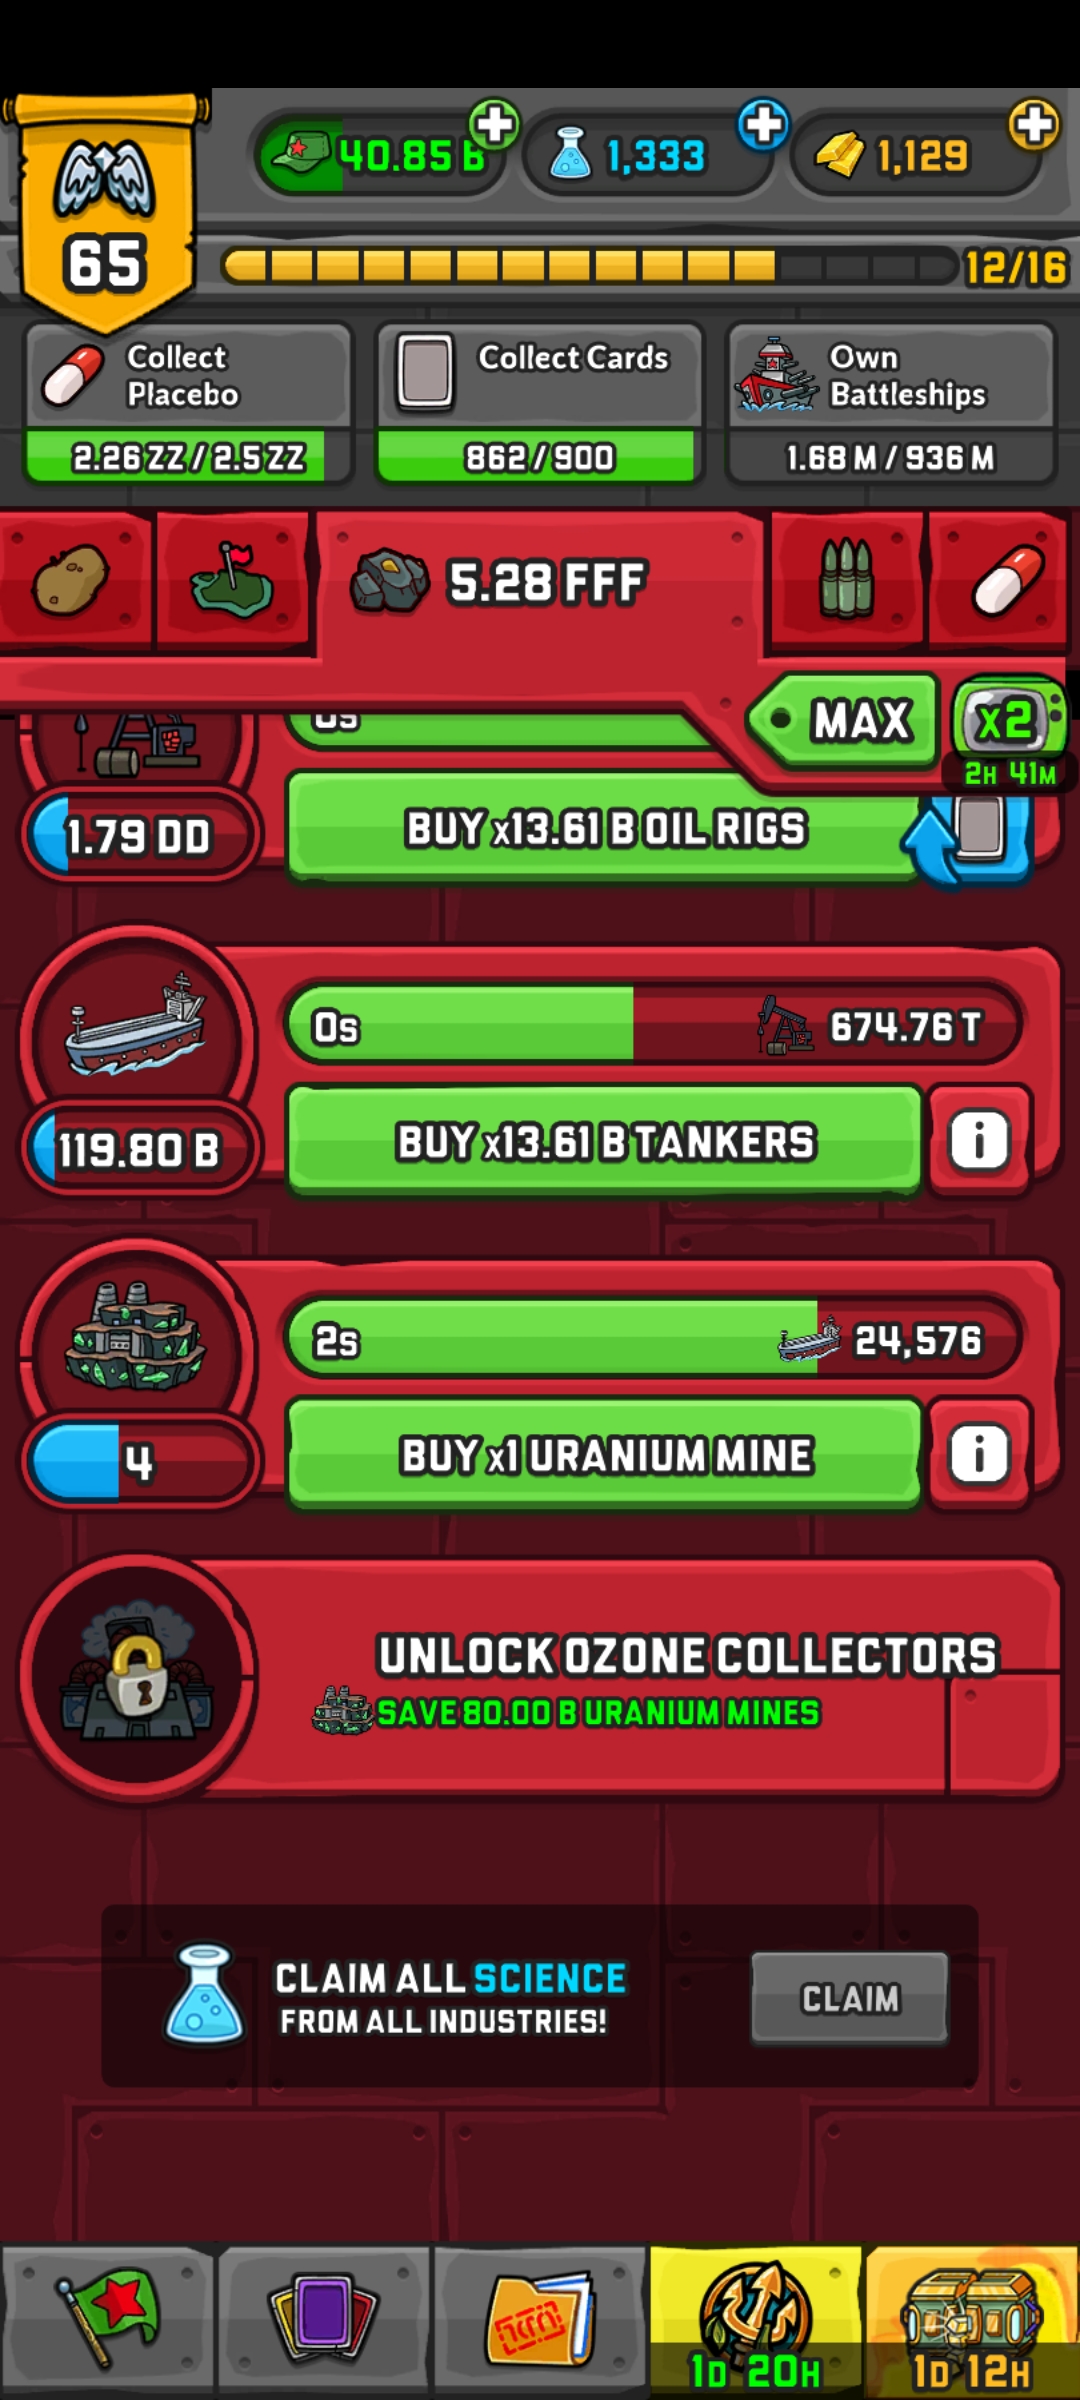 40.85 B
1,333
1,129
65
12/16
Collect
Placebo
Collect Cards
Own
Battleships
2.26 ZZ / 2.5 ZZ
862 / 900
1.68 M / 936 M
5.28 FFF
MAX
x2
2H 41M
0s
1.79 DD
BUY x13.61 B OIL RIGS
0s
674.76 T
119.80 B
BUY x13.61 B TANKERS
i
2s
24,576
4
BUY x1 URANIUM MINE
i
UNLOCK OZONE COLLECTORS
SAVE 80.00 B URANIUM MINES
CLAIM ALL SCIENCE
FROM ALL INDUSTRIES!
CLAIM
1D 20H
1D 12H